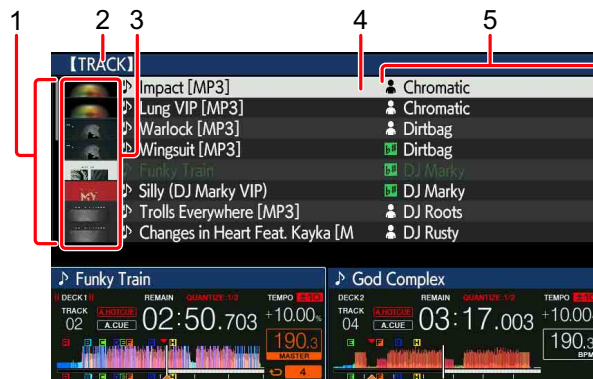 1 2 3 4 5
【TRACK】
♪ Impact [MP3] Chromatic
♪ Lung VIP [MP3] Chromatic
♪ Warlock [MP3] Dirtbag
♪ Wingsuit [MP3] Dirtbag
♪ Funky Train DJ Marky
♪ Silly (DJ Marky VIP) DJ Marky
♪ Trolls Everywhere [MP3] DJ Roots
♪ Changes in Heart Feat. Kayka [M DJ Rusty
♪ Funky Train ♪ God Complex
DECK1 REMAIN QUANTIZE:1/2 TEMPO ±10 DECK2 REMAIN QUANTIZE:1/2 TEMPO ±10
TRACK 02 A.HOTCUE A.CUE 02:50.703 +10.00% TRACK 04 A.HOTCUE A.CUE 03:17.003 +10.00
190.3 MASTER 190.3 BPM
4